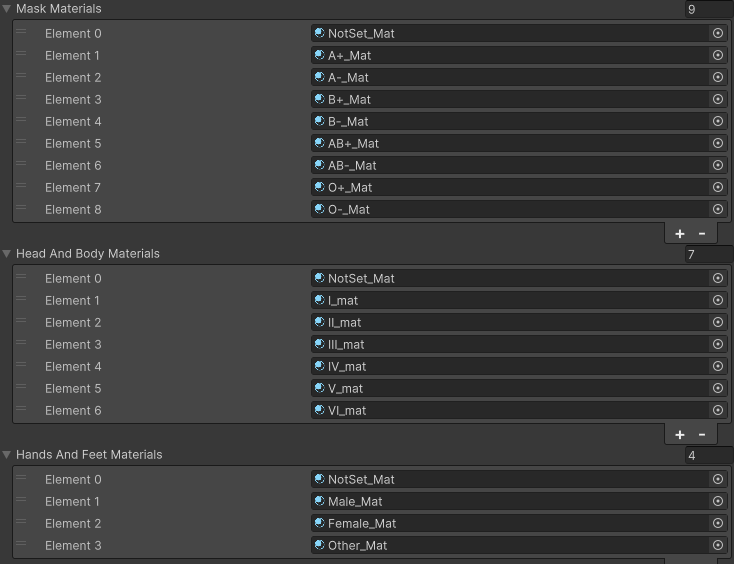 Mask Materials 9
Element 0 NotSet_Mat
Element 1 A+_Mat
Element 2 A-_Mat
Element 3 B+_Mat
Element 4 B-_Mat
Element 5 AB+_Mat
Element 6 AB-_Mat
Element 7 O+_Mat
Element 8 O-_Mat
+ -
Head And Body Materials 7
Element 0 NotSet_Mat
Element 1 I_mat
Element 2 II_mat
Element 3 III_mat
Element 4 IV_mat
Element 5 V_mat
Element 6 VI_mat
+ -
Hands And Feet Materials 4
Element 0 NotSet_Mat
Element 1 Male_Mat
Element 2 Female_Mat
Element 3 Other_Mat